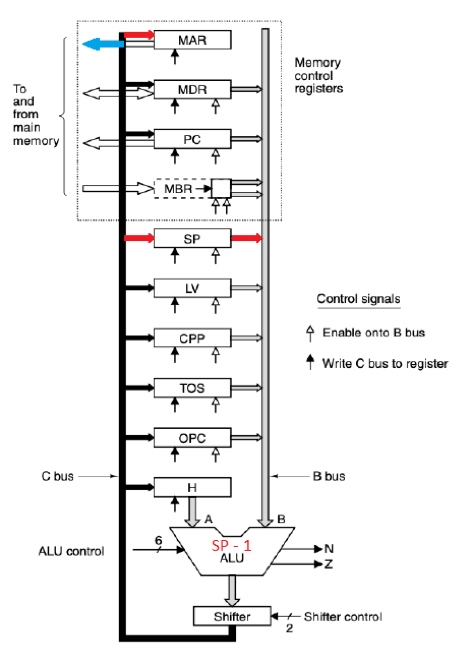 MAR
Memory
control
registers
To
and
from
main
memory
MDR
PC
MBR
SP
LV
Control signals
Enable onto B bus
CPP
Write C bus to register
TOS
OPC
C bus
B bus
H
A
B
6
SP - 1
ALU
ALU control
N
Z
Shifter
Shifter control
2